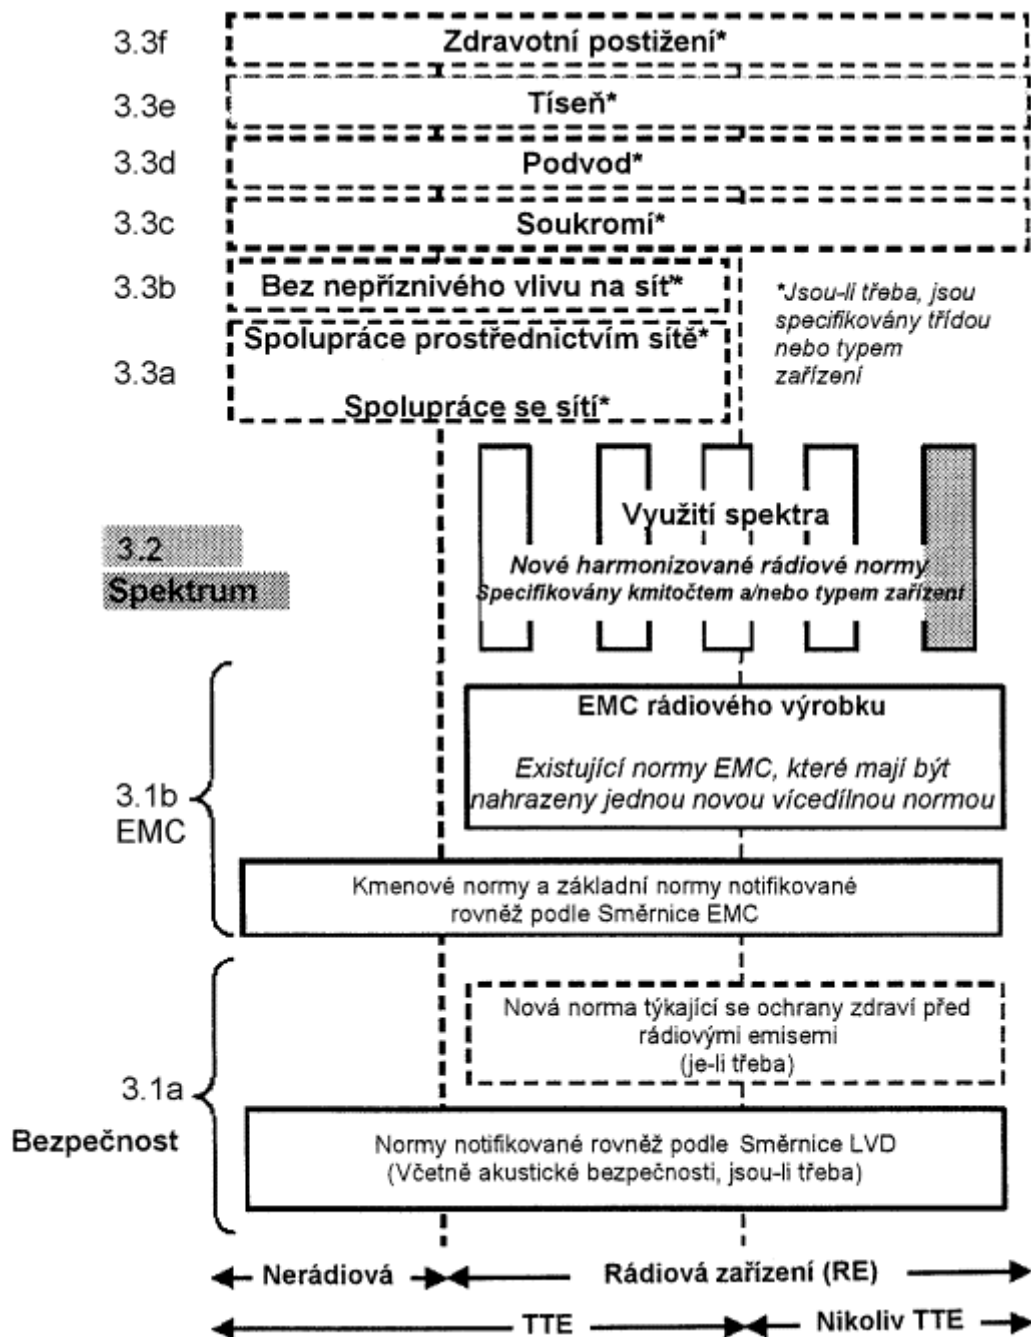 3.3f
Zdravotní postižení*
3.3e
Tíseň*
3.3d
Podvod*
3.3c
Soukromí*
3.3b
Bez nepříznivého vlivu na síť*
*Jsou-li třeba, jsou
specifikovány třídou
nebo typem
zařízení
3.3a
Spolupráce prostřednictvím sítě*
Spolupráce se sítí*
3.2
Spektrum
Využití spektra
Nové harmonizované rádiové normy
Specifikovány kmitočtem a/nebo typem zařízení
3.1b
EMC
EMC rádiového výrobku
Existující normy EMC, které mají být
nahrazeny jednou novou vícedílnou normou
Kmenové normy a základní normy notifikované
rovněž podle Směrnice EMC
3.1a
Bezpečnost
Nová norma týkající se ochrany zdraví před
rádiovými emisemi
(je-li třeba)
Normy notifikované rovněž podle Směrnice LVD
(Včetně akustické bezpečnosti, jsou-li třeba)
Nerádiová
Rádiová zařízení (RE)
TTE
Nikoliv TTE